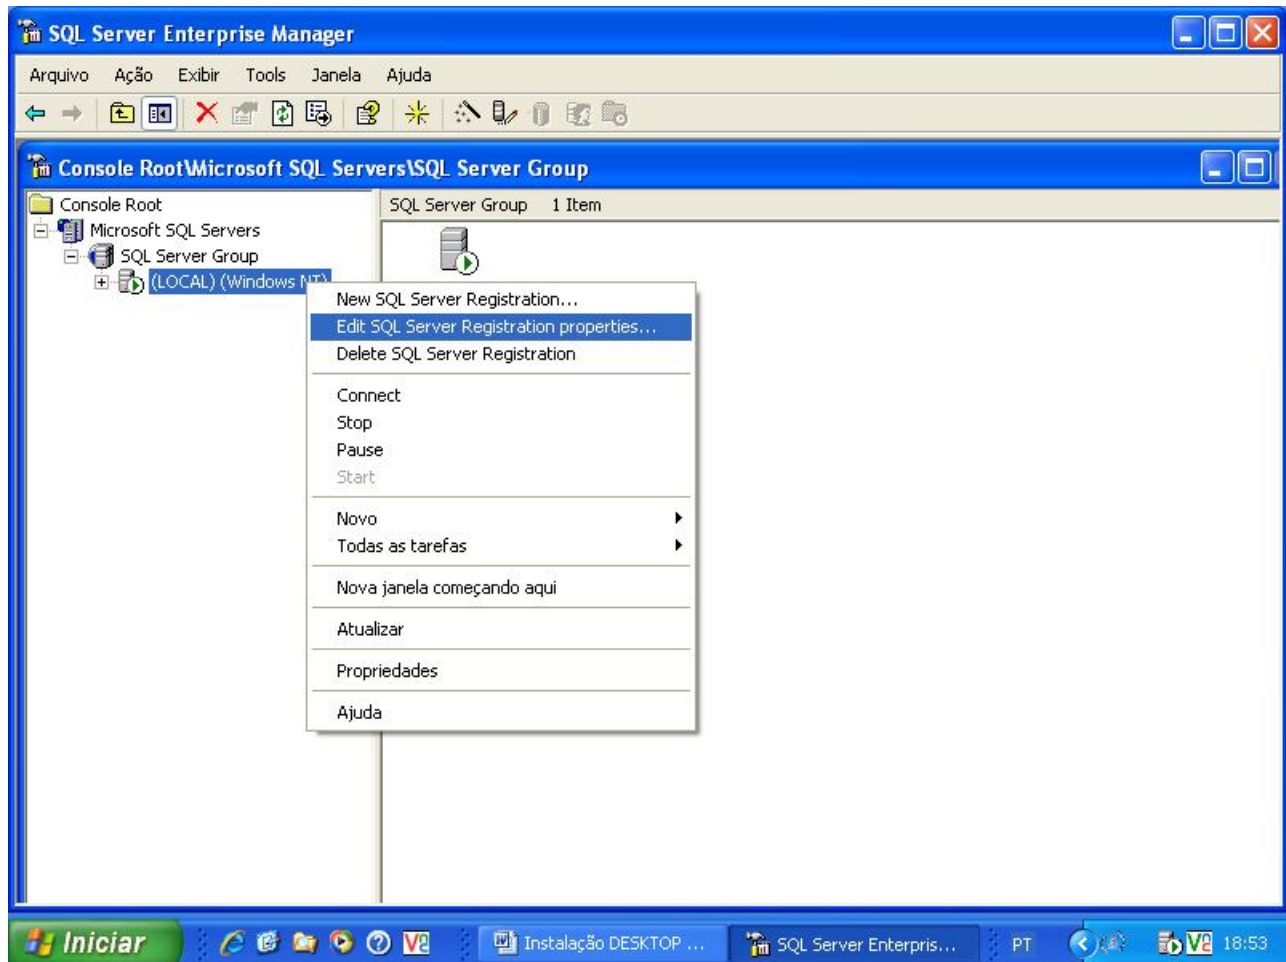 SQL Server Enterprise Manager
Arquivo Ação Exibir Tools Janela Ajuda
Console Root\Microsoft SQL Servers\SQL Server Group
Console Root
Microsoft SQL Servers
SQL Server Group
(LOCAL) (Windows NT)
SQL Server Group 1 Item
New SQL Server Registration...
Edit SQL Server Registration properties...
Delete SQL Server Registration
Connect
Stop
Pause
Start
Novo
Todas as tarefas
Nova janela começando aqui
Atualizar
Propriedades
Ajuda
Iniciar
Instalação DESKTOP ...
SQL Server Enterpris...
PT
18:53